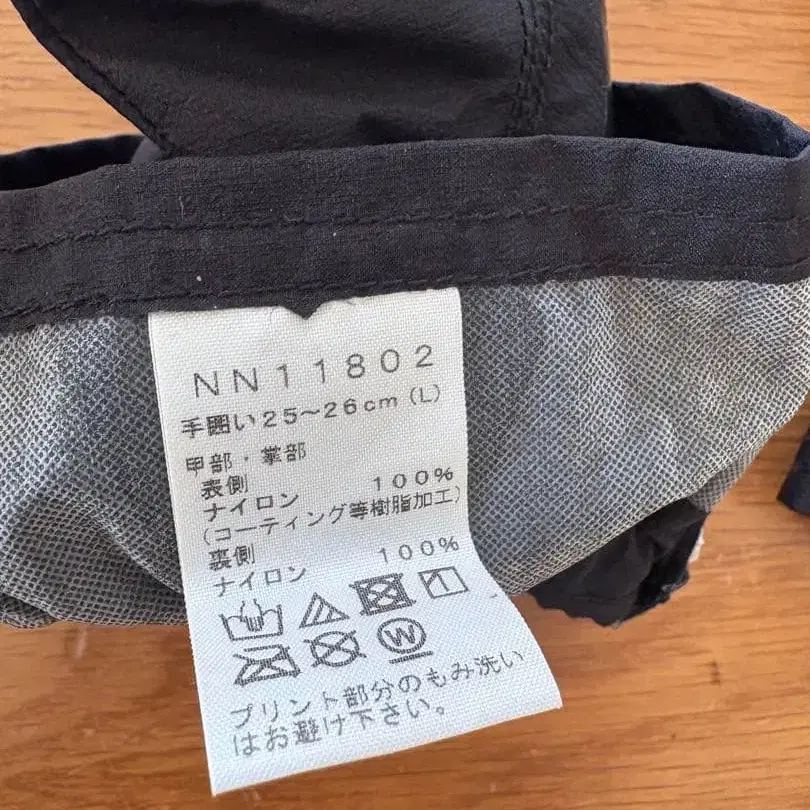 NN11802
手囲い25～26cm（L）
甲部・掌部
表側
ナイロン 100%
(コーティング等樹脂加工)
裏側
ナイロン 100%
W
プリント部分のもみ洗い
はお避け下さい。